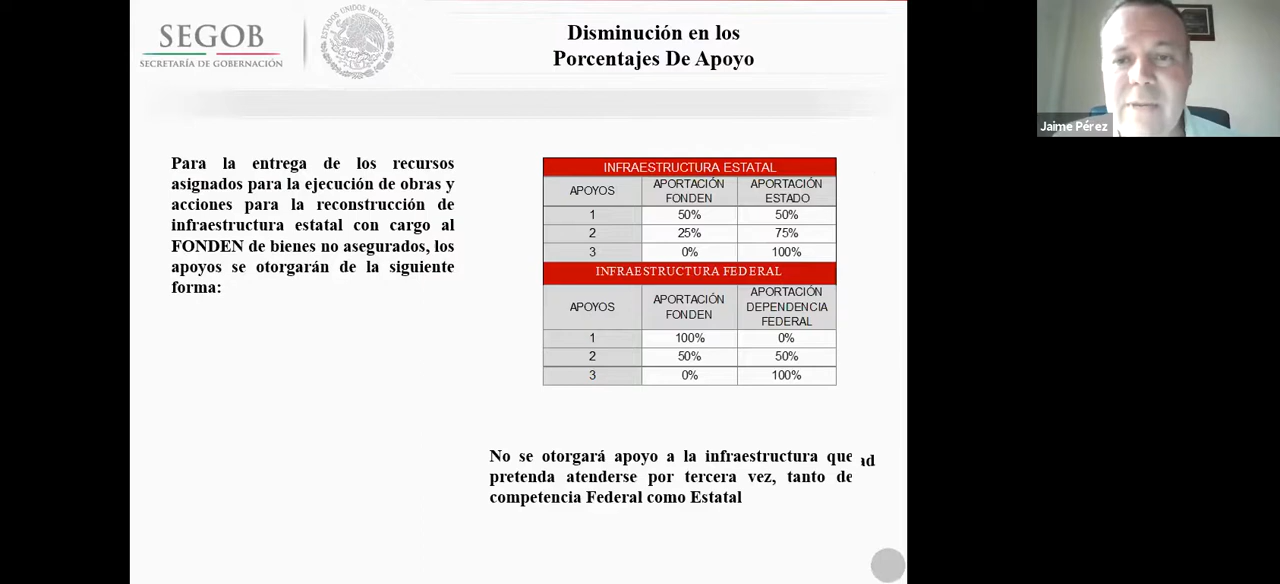 SEGOB
SECRETARÍA DE GOBERNACIÓN
ESTADOS UNIDOS MEXICANOS
Disminución en los
Porcentajes De Apoyo
Jaime Pérez
Para la entrega de los recursos
asignados para la ejecución de obras y
acciones para la reconstrucción de
infraestructura estatal con cargo al
FONDEN de bienes no asegurados, los
apoyos se otorgarán de la siguiente
forma:
INFRAESTRUCTURA ESTATAL
APOYOS APORTACIÓN FONDEN APORTACIÓN ESTADO
1 50% 50%
2 25% 75%
3 0% 100%
INFRAESTRUCTURA FEDERAL
APOYOS APORTACIÓN FONDEN APORTACIÓN DEPENDENCIA FEDERAL
1 100% 0%
2 50% 50%
3 0% 100%
No se otorgará apoyo a la infraestructura que
ad
pretenda atenderse por tercera vez, tanto de
competencia Federal como Estatal